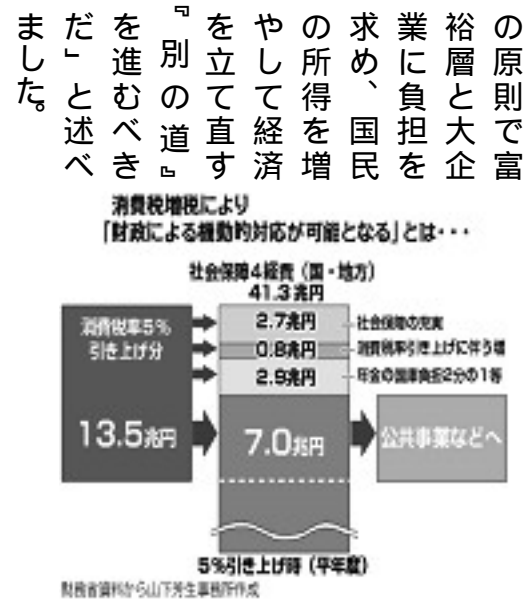 の原則で富
裕層と大企
業に負担を
求め、国民
の所得を増
やして経済
を立て直す
『別の道』
を進むべき
だ」と述べ
ました。
消費税増税により
「財政による機動的対応が可能となる」とは・・・
社会保障4経費（国・地方）
41.3兆円
消費税率5%
引き上げ分
13.5兆円
2.7兆円
社会保障の充実
0.8兆円
消費税率引き上げに伴う増
2.9兆円
年金の国庫負担2分の1等
7.0兆円
公共事業などへ
5%引き上げ時（平年度）
財務省資料から山下芳生事務所作成